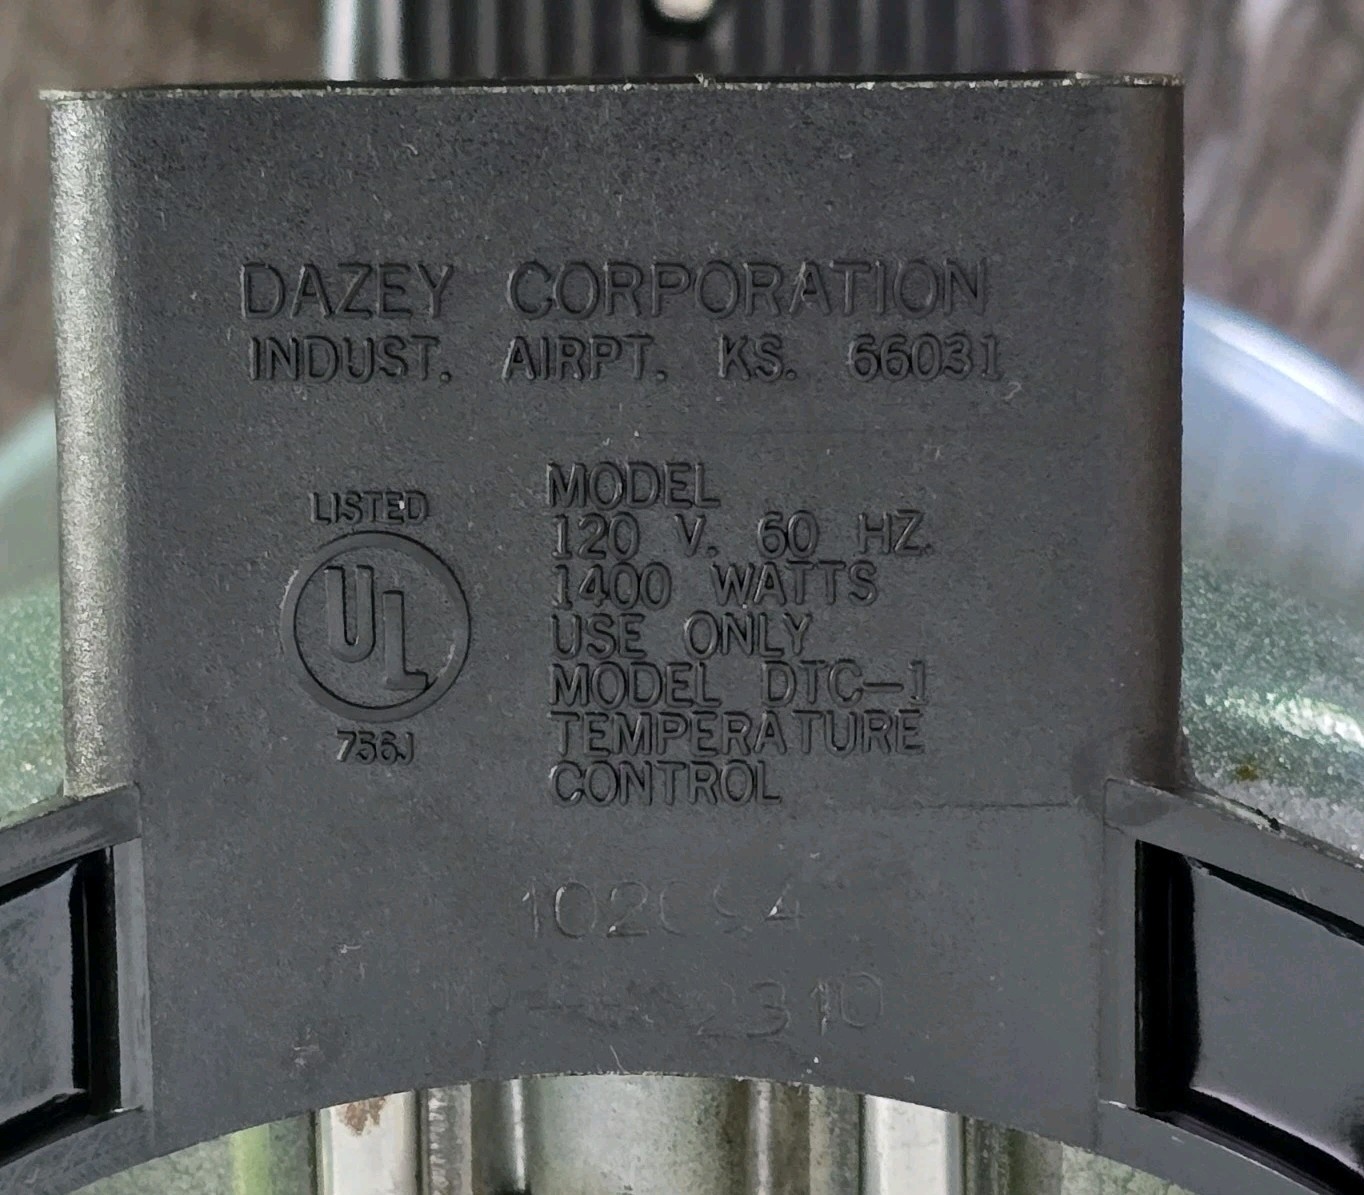 DAZEY CORPORATION
INDUST. AIRPT. KS. 66031
LISTED
UL
756J
MODEL
120 V. 60 HZ.
1400 WATTS
USE ONLY
MODEL DTC-1
TEMPERATURE
CONTROL